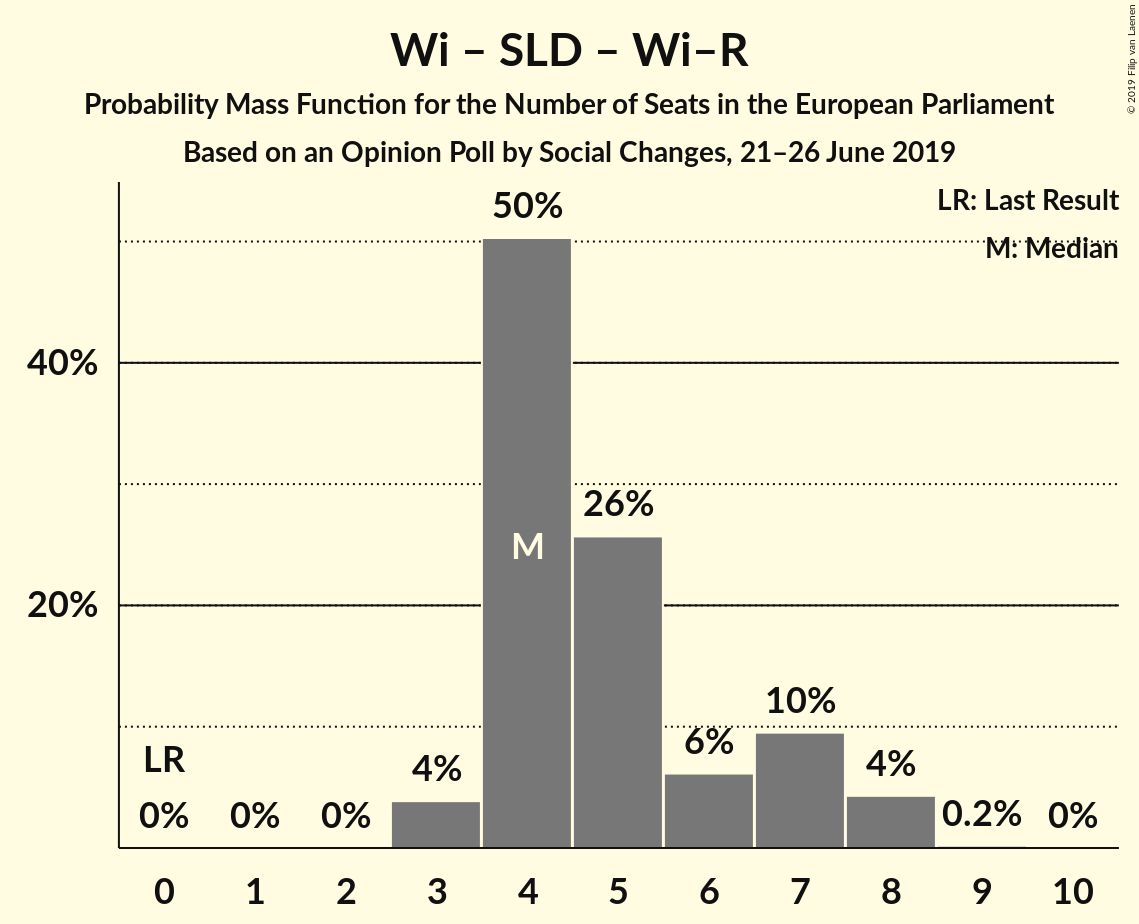 Wi – SLD – Wi–R
Probability Mass Function for the Number of Seats in the European Parliament
Based on an Opinion Poll by Social Changes, 21–26 June 2019
© 2019 Filip van Laenen
LR: Last Result
M: Median
50%
40%
26%
M
20%
10%
6%
LR
4%
4%
0%
0%
0%
0.2%
0%
0 1 2 3 4 5 6 7 8 9 10